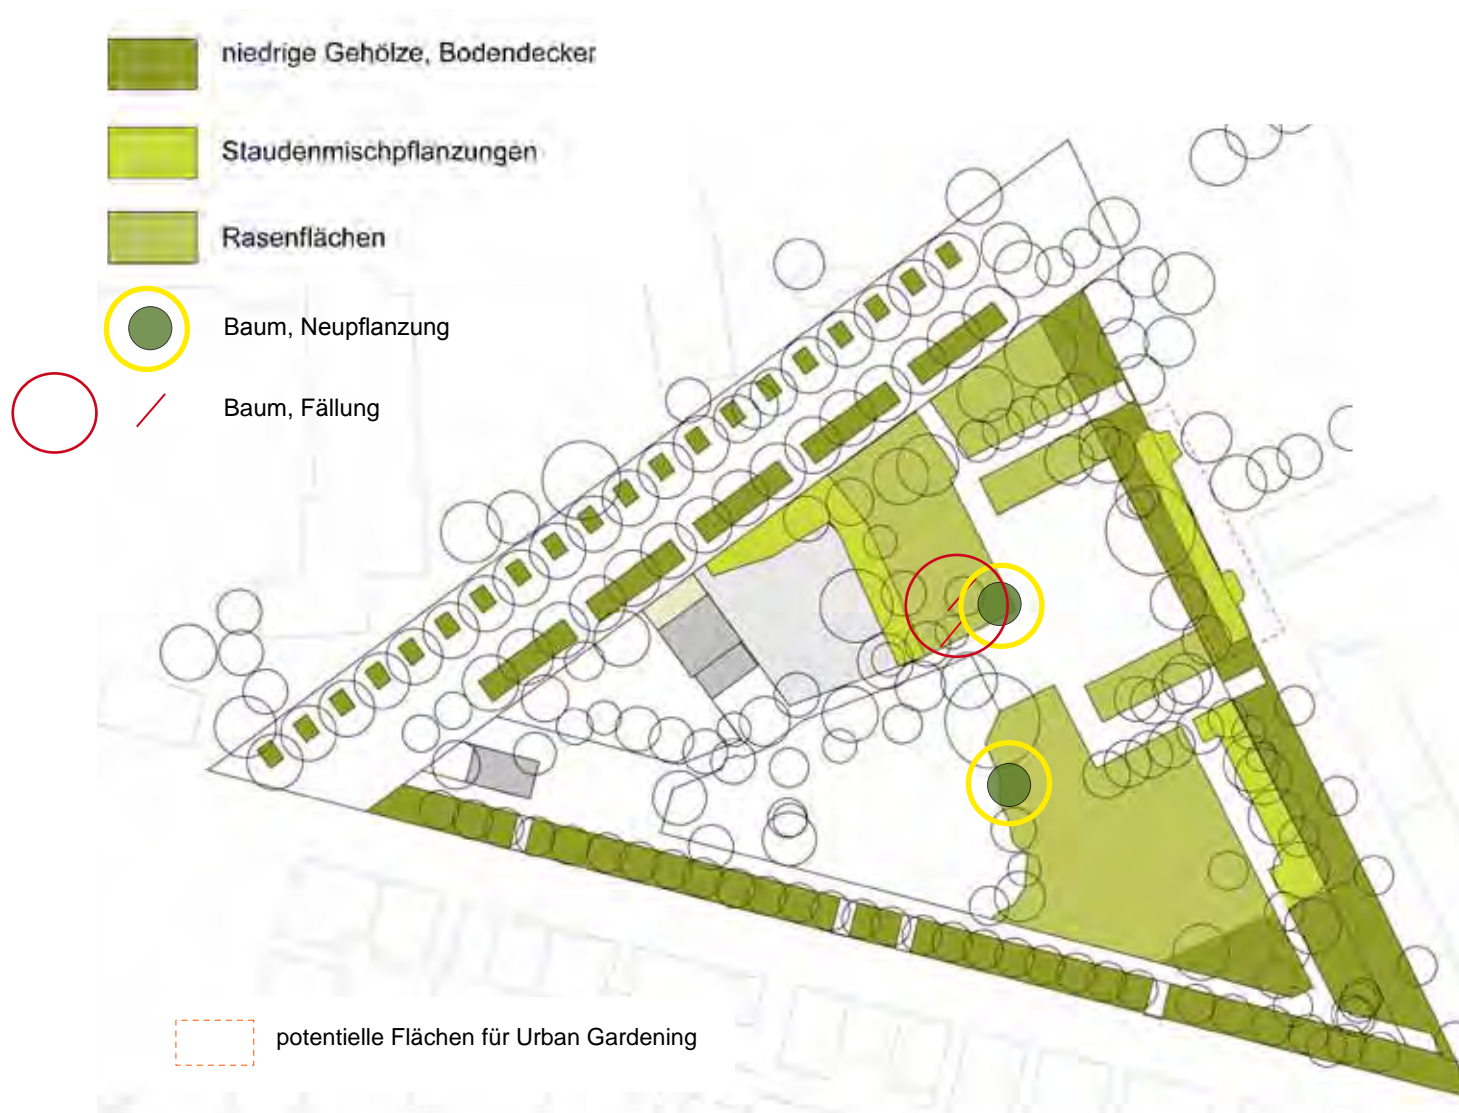 niedrige Gehölze, Bodendecker
Staudenmischpflanzungen
Rasenflächen
Baum, Neupflanzung
Baum, Fällung
potentielle Flächen für Urban Gardening